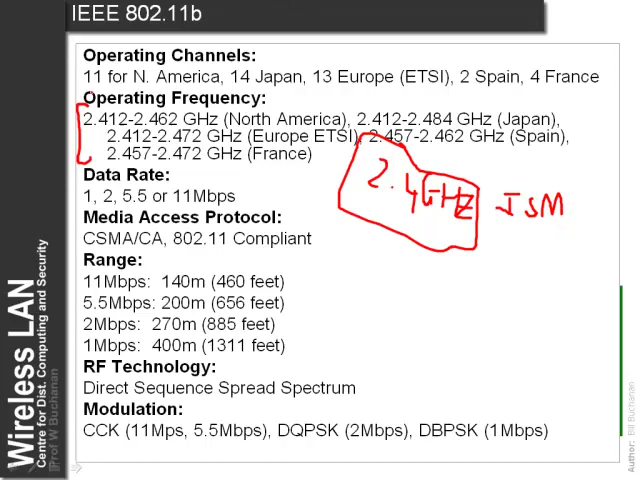 IEEE 802.11b
Operating Channels:
11 for N. America, 14 Japan, 13 Europe (ETSI), 2 Spain, 4 France
Operating Frequency:
2.412-2.462 GHz (North America), 2.412-2.484 GHz (Japan),
2.412-2.472 GHz (Europe ETSI), 2.457-2.462 GHz (Spain),
2.457-2.472 GHz (France)
2.4GHz ISM
Data Rate:
1, 2, 5.5 or 11Mbps
Media Access Protocol:
CSMA/CA, 802.11 Compliant
Range:
11Mbps: 140m (460 feet)
5.5Mbps: 200m (656 feet)
2Mbps: 270m (885 feet)
1Mbps: 400m (1311 feet)
RF Technology:
Direct Sequence Spread Spectrum
Modulation:
CCK (11Mps, 5.5Mbps), DQPSK (2Mbps), DBPSK (1Mbps)
Wireless LAN
Centre for Dist. Computing and Security
Prof W Buchanan
Author: Bill Buchanan